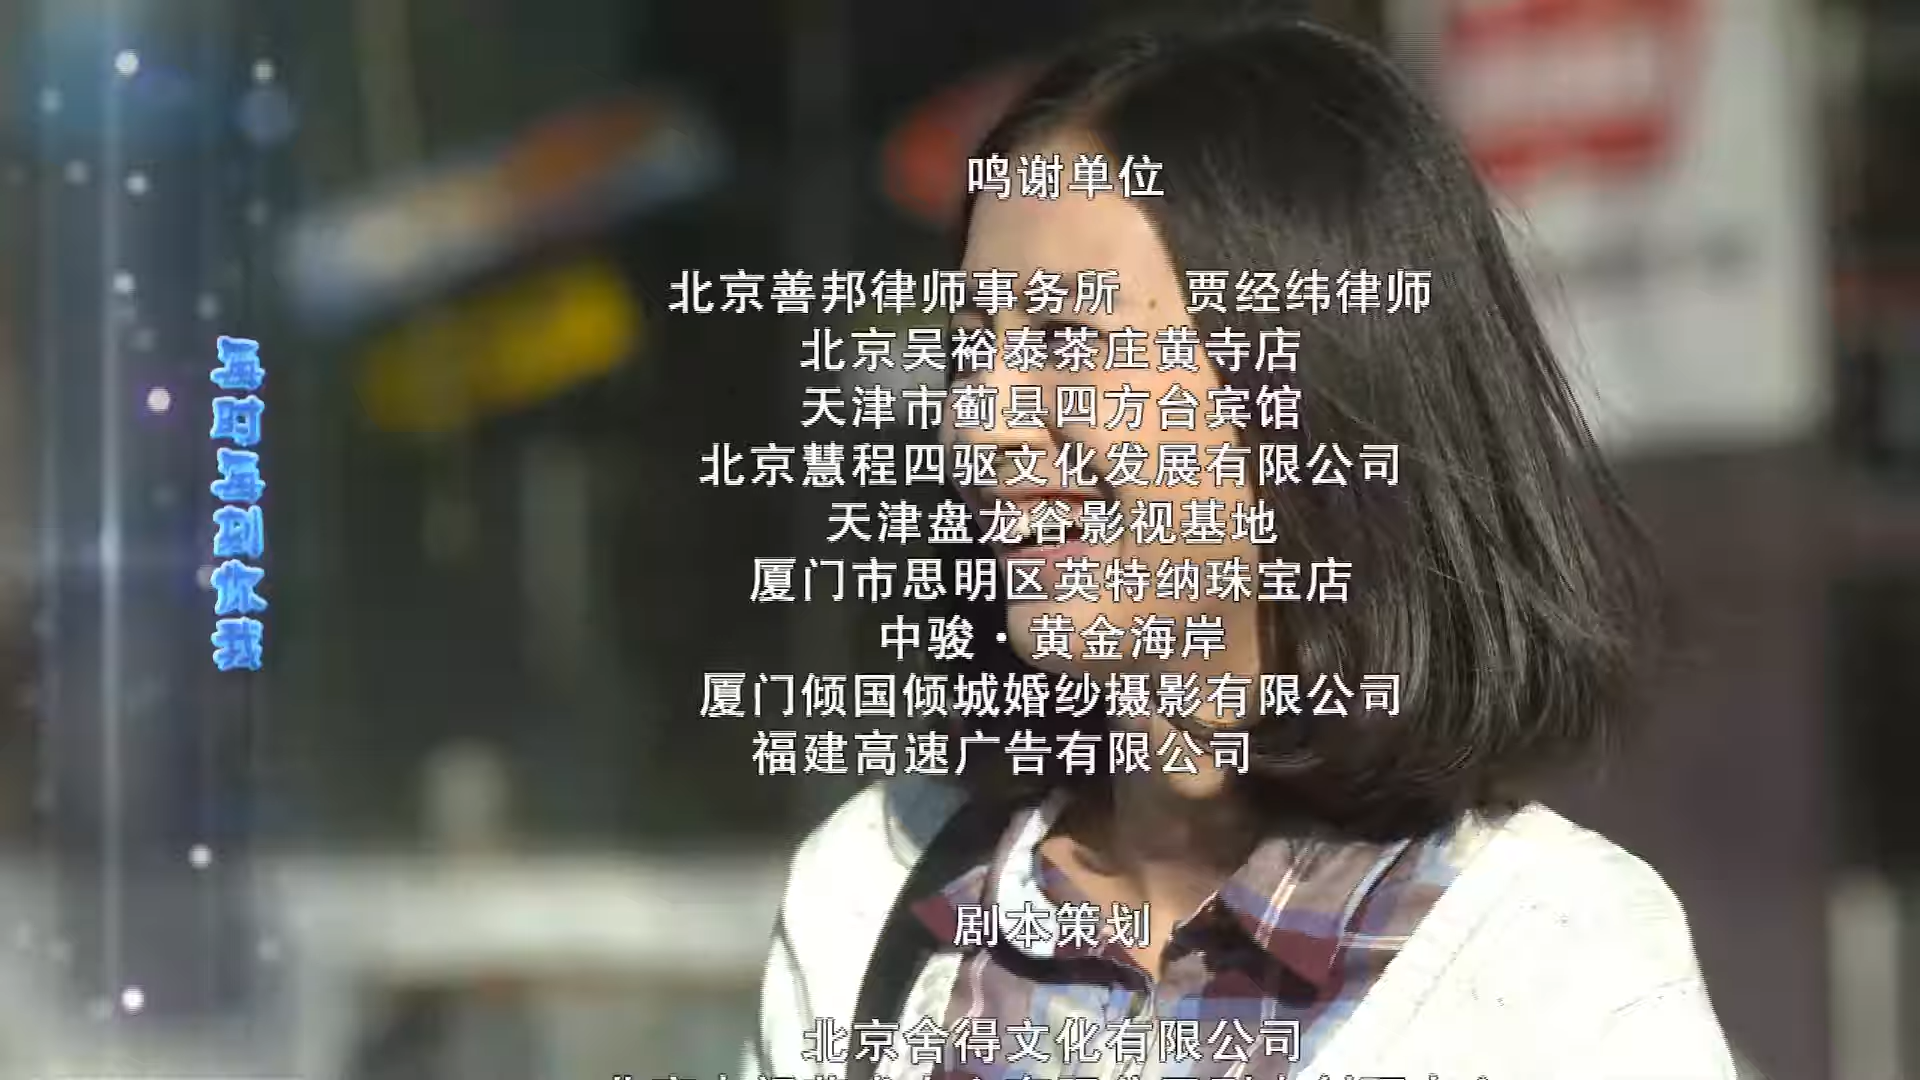 每时每刻你我
鸣谢单位
北京善邦律师事务所 贾经纬律师
北京吴裕泰茶庄黄寺店
天津市蓟县四方台宾馆
北京慧程四驱文化发展有限公司
天津盘龙谷影视基地
厦门市思明区英特纳珠宝店
中骏·黄金海岸
厦门倾国倾城婚纱摄影有限公司
福建高速广告有限公司
剧本策划
北京舍得文化有限公司